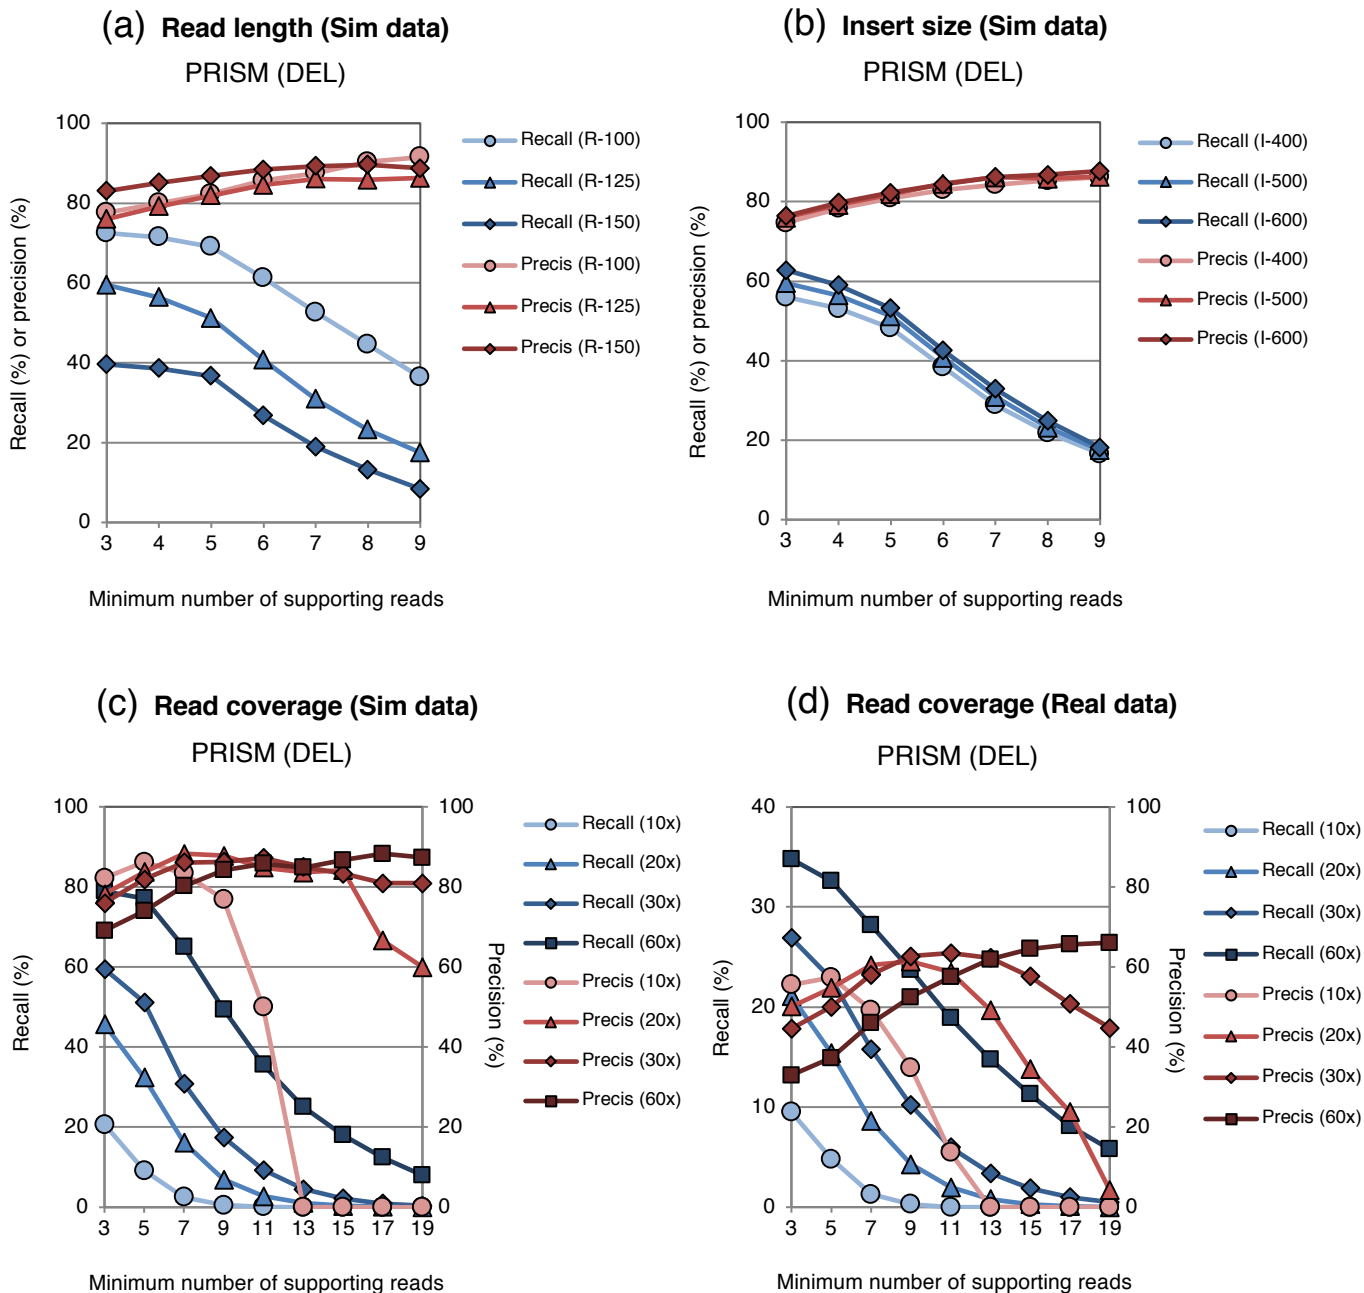 (a) Read length (Sim data)
PRISM (DEL)
100
80
60
40
20
0
3 4 5 6 7 8 9
Recall (%) or precision (%)
Minimum number of supporting reads
Recall (R-100)
Recall (R-125)
Recall (R-150)
Precis (R-100)
Precis (R-125)
Precis (R-150)
(b) Insert size (Sim data)
PRISM (DEL)
100
80
60
40
20
0
3 4 5 6 7 8 9
Recall (%) or precision (%)
Minimum number of supporting reads
Recall (I-400)
Recall (I-500)
Recall (I-600)
Precis (I-400)
Precis (I-500)
Precis (I-600)
(c) Read coverage (Sim data)
PRISM (DEL)
100
80
60
40
20
0
Recall (%)
3 5 7 9 11 13 15 17 19
100
80
60
40
20
0
Precision (%)
Minimum number of supporting reads
Recall (10x)
Recall (20x)
Recall (30x)
Recall (60x)
Precis (10x)
Precis (20x)
Precis (30x)
Precis (60x)
(d) Read coverage (Real data)
PRISM (DEL)
40
30
20
10
0
Recall (%)
3 5 7 9 11 13 15 17 19
100
80
60
40
20
0
Precision (%)
Minimum number of supporting reads
Recall (10x)
Recall (20x)
Recall (30x)
Recall (60x)
Precis (10x)
Precis (20x)
Precis (30x)
Precis (60x)